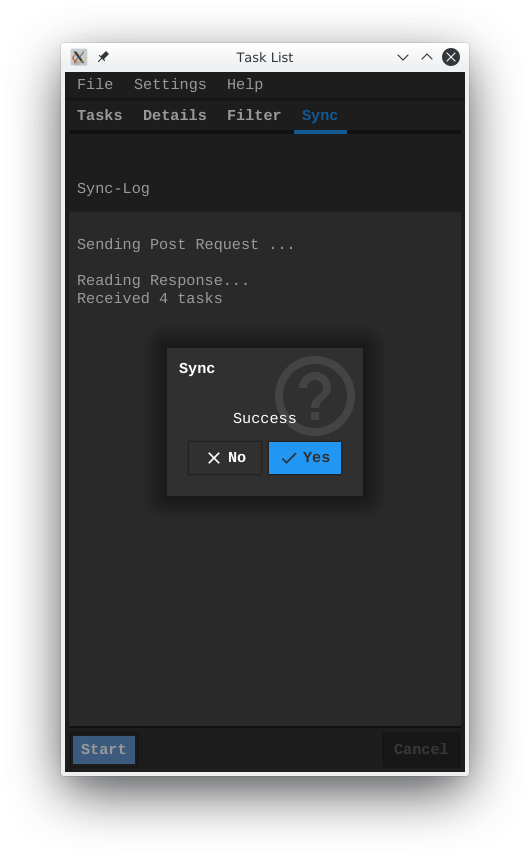 Task List
File Settings Help
Tasks Details Filter Sync
Sync-Log
Sending Post Request ...
Reading Response...
Received 4 tasks
Sync
Success
No Yes
Start Cancel